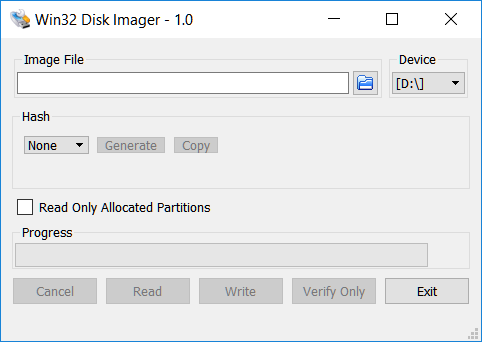 Win32 Disk Imager - 1.0
Image File
Device
[D:\]
Hash
None Generate Copy
Read Only Allocated Partitions
Progress
Cancel Read Write Verify Only Exit